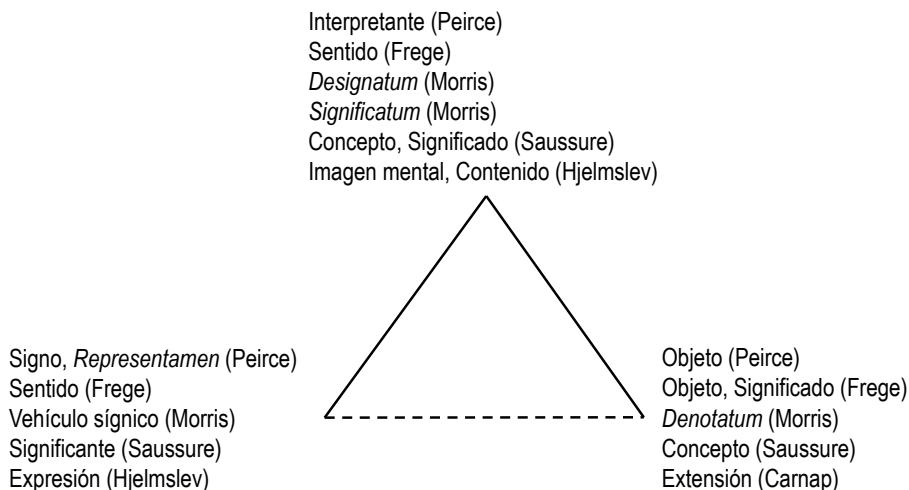 Interpretante (Peirce)
Sentido (Frege)
Designatum (Morris)
Significatum (Morris)
Concepto, Significado (Saussure)
Imagen mental, Contenido (Hjelmslev)
Signo, Representamen (Peirce)
Sentido (Frege)
Vehículo sígnico (Morris)
Significante (Saussure)
Expresión (Hjelmslev)
Objeto (Peirce)
Objeto, Significado (Frege)
Denotatum (Morris)
Concepto (Saussure)
Extensión (Carnap)